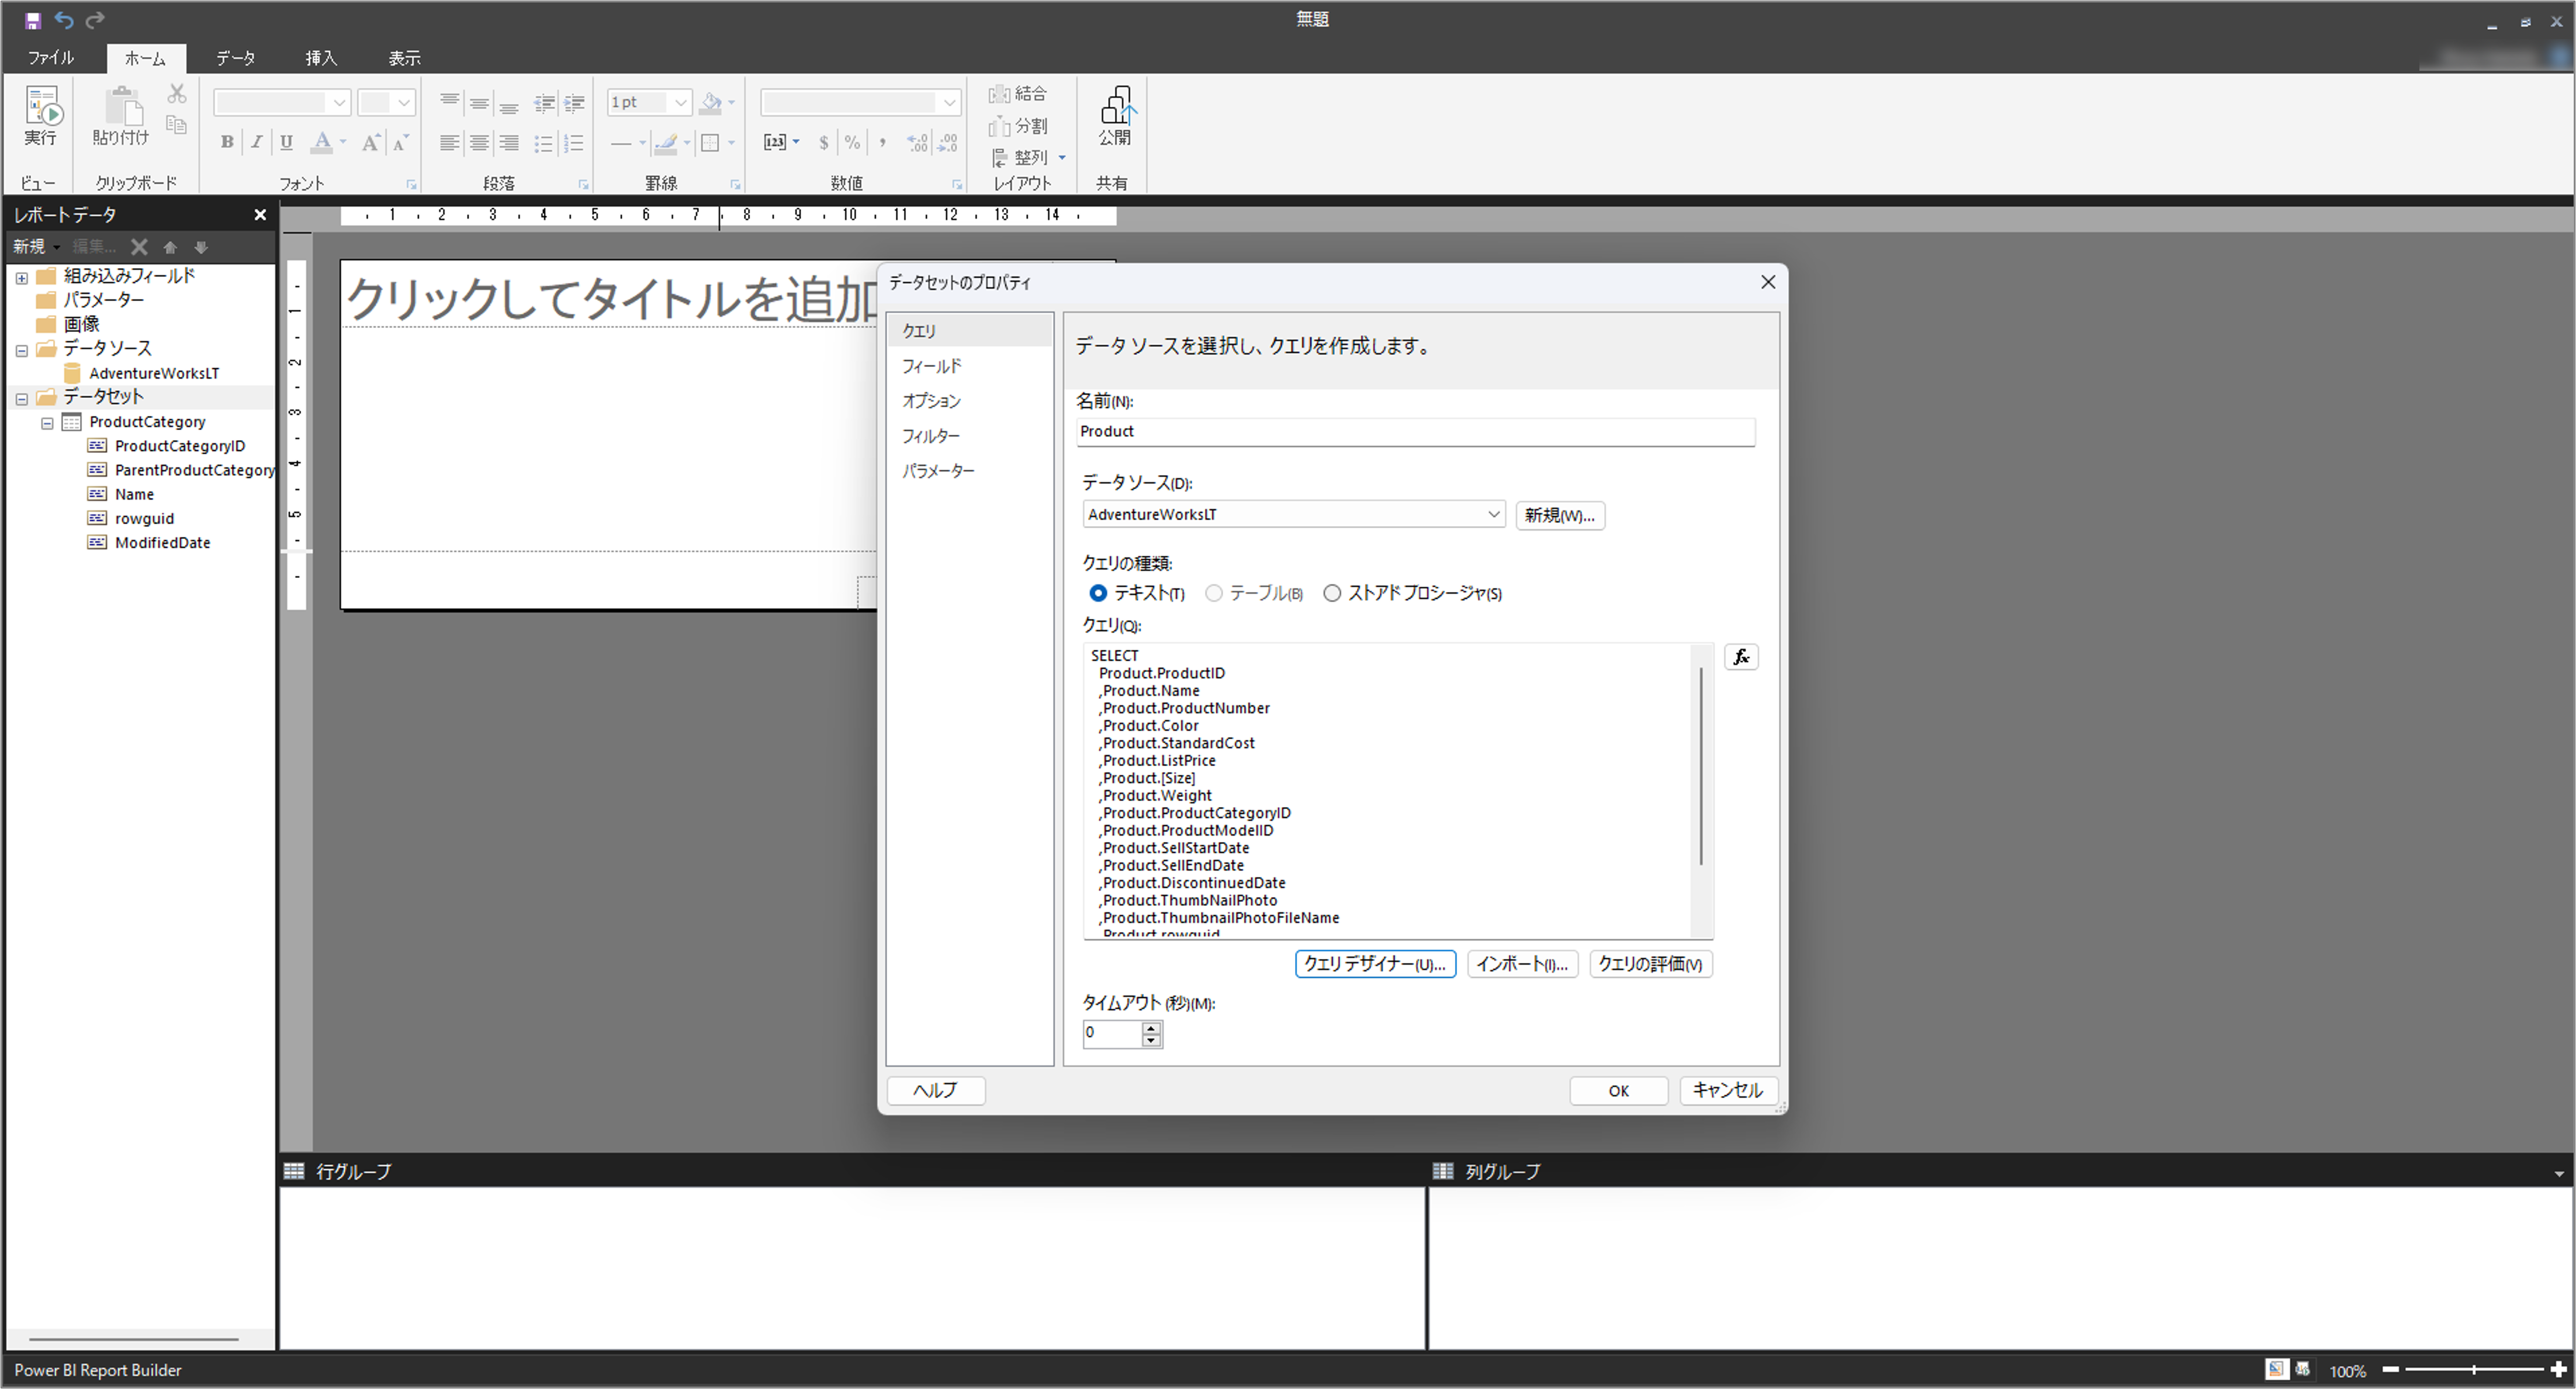 無題
ファイル ホーム データ 挿入 表示
実行 ビュー
貼り付け クリップボード
B I U A A A フォント
段落
1 pt 罫線
[123] $ % , 数値
結合
分割
整列
レイアウト
公開
共有
レポート データ
新規 編集...
組み込みフィールド
パラメーター
画像
データ ソース
AdventureWorksLT
データセット
ProductCategory
ProductCategoryID
ParentProductCategory
Name
rowguid
ModifiedDate
1 2 3 4 5 6 7 8 9 10 11 12 13 14
1
2
3
4
5
クリックしてタイトルを追加
データセットのプロパティ
クエリ
フィールド
オプション
フィルター
パラメーター
データ ソースを選択し、クエリを作成します。
名前(N):
Product
データ ソース(D):
AdventureWorksLT 新規(W)...
クエリの種類:
テキスト(T) テーブル(B) ストアド プロシージャ(S)
クエリ(Q):
SELECT
Product.ProductID
,Product.Name
,Product.ProductNumber
,Product.Color
,Product.StandardCost
,Product.ListPrice
,Product.[Size]
,Product.Weight
,Product.ProductCategoryID
,Product.ProductModelID
,Product.SellStartDate
,Product.SellEndDate
,Product.DiscontinuedDate
,Product.ThumbNailPhoto
,Product.ThumbnailPhotoFileName
,Product.rowguid
fx
クエリ デザイナー(U)... インポート(I)... クエリの評価(V)
タイムアウト (秒)(M):
0
ヘルプ OK キャンセル
行グループ 列グループ
Power BI Report Builder 100%